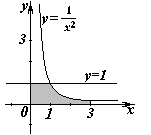 y
y = 1/x²
3
y=1
0
1
3
x